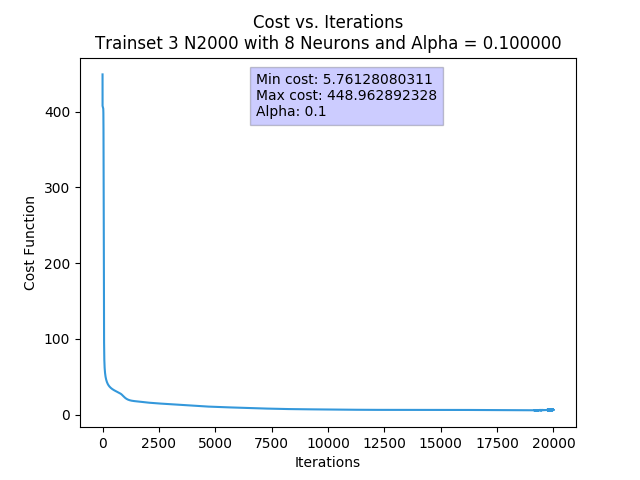 Cost vs. Iterations
Trainset 3 N2000 with 8 Neurons and Alpha = 0.100000
Min cost: 5.76128080311
Max cost: 448.962892328
Alpha: 0.1
Cost Function
400
300
200
100
0
0 2500 5000 7500 10000 12500 15000 17500 20000
Iterations